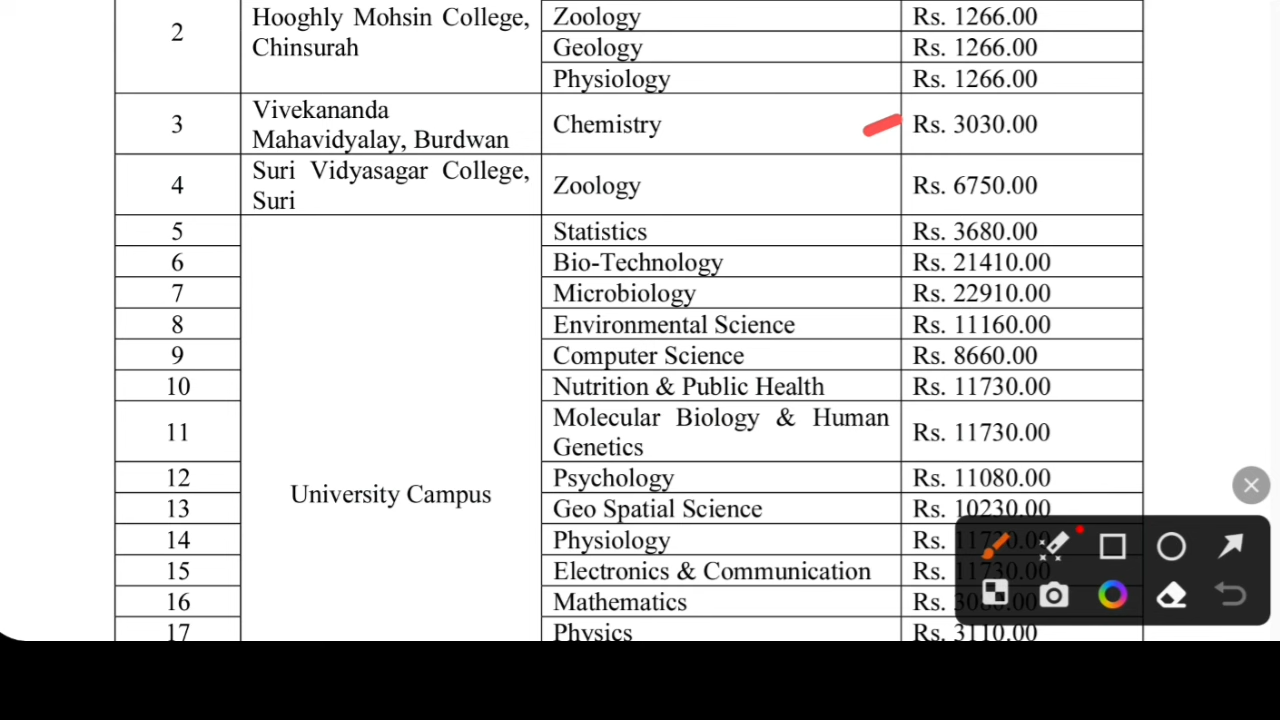 2 Hooghly Mohsin College, Chinsurah Zoology Rs. 1266.00
Geology Rs. 1266.00
Physiology Rs. 1266.00
3 Vivekananda Mahavidyalay, Burdwan Chemistry Rs. 3030.00
4 Suri Vidyasagar College, Suri Zoology Rs. 6750.00
5 University Campus Statistics Rs. 3680.00
6 Bio-Technology Rs. 21410.00
7 Microbiology Rs. 22910.00
8 Environmental Science Rs. 11160.00
9 Computer Science Rs. 8660.00
10 Nutrition & Public Health Rs. 11730.00
11 Molecular Biology & Human Genetics Rs. 11730.00
12 Psychology Rs. 11080.00
13 Geo Spatial Science Rs. 10230.00
14 Physiology Rs. 11730.00
15 Electronics & Communication Rs. 11730.00
16 Mathematics Rs.
17 Physics Rs. 3110.00